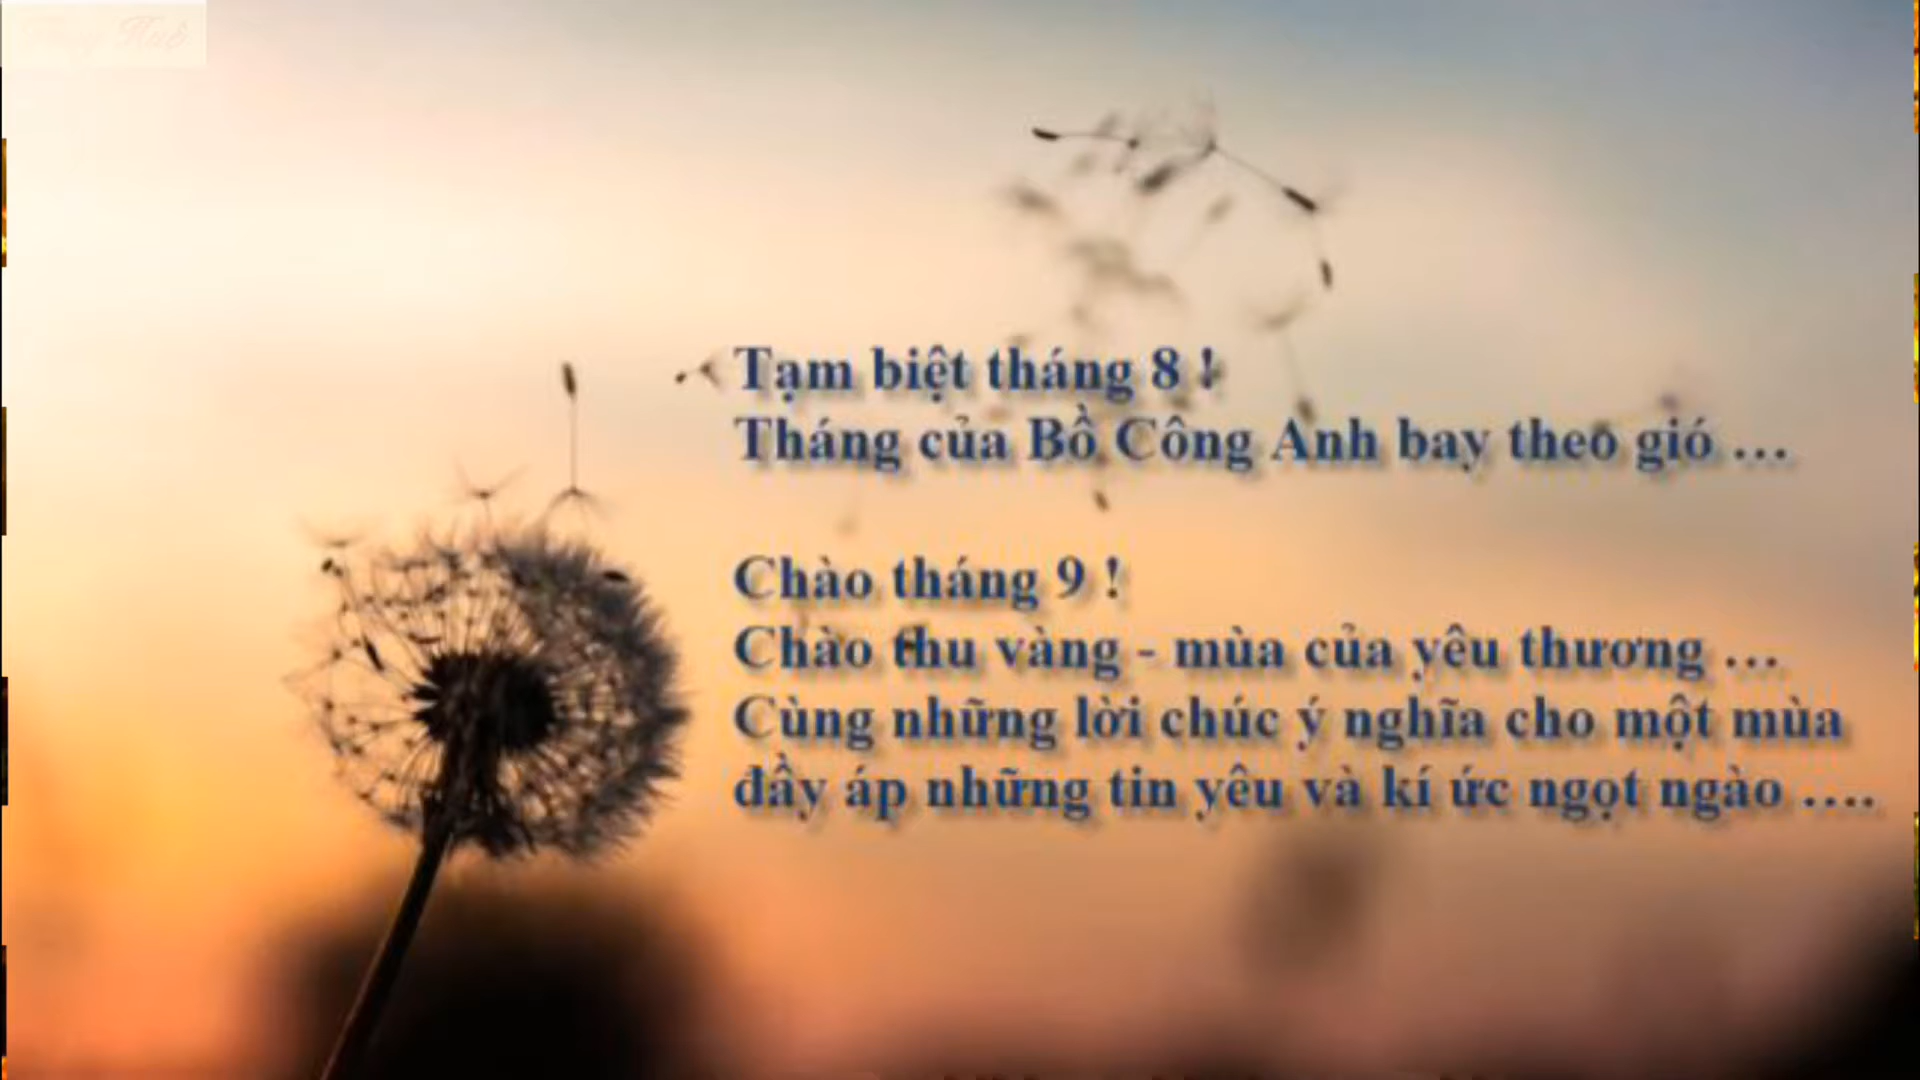 Tạm biệt tháng 8 !
Tháng của Bồ Công Anh bay theo gió ...
Chào tháng 9 !
Chào thu vàng - mùa của yêu thương ...
Cùng những lời chúc ý nghĩa cho một mùa
đầy áp những tin yêu và kí ức ngọt ngào ....